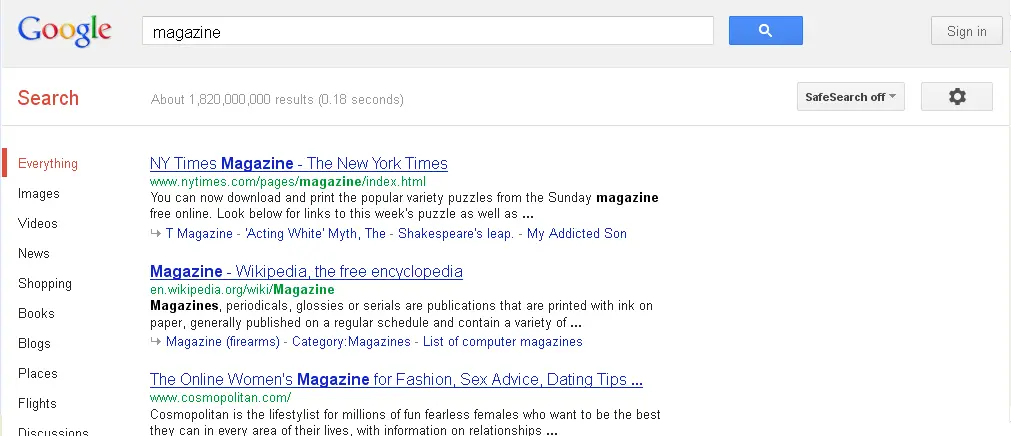 Google
magazine
Sign in
Search
About 1,820,000,000 results (0.18 seconds)
SafeSearch off
Everything
Images
Videos
News
Shopping
Books
Blogs
Places
Flights
Discussions
NY Times Magazine - The New York Times
www.nytimes.com/pages/magazine/index.html
You can now download and print the popular variety puzzles from the Sunday magazine
free online. Look below for links to this week's puzzle as well as ...
T Magazine - 'Acting White' Myth, The - Shakespeare's leap. - My Addicted Son
Magazine - Wikipedia, the free encyclopedia
en.wikipedia.org/wiki/Magazine
Magazines, periodicals, glossies or serials are publications that are printed with ink on
paper, generally published on a regular schedule and contain a variety of ...
Magazine (firearms) - Category:Magazines - List of computer magazines
The Online Women's Magazine for Fashion, Sex Advice, Dating Tips ...
www.cosmopolitan.com/
Cosmopolitan is the lifestylist for millions of fun fearless females who want to be the best
they can in every area of their lives, with information on relationships ...